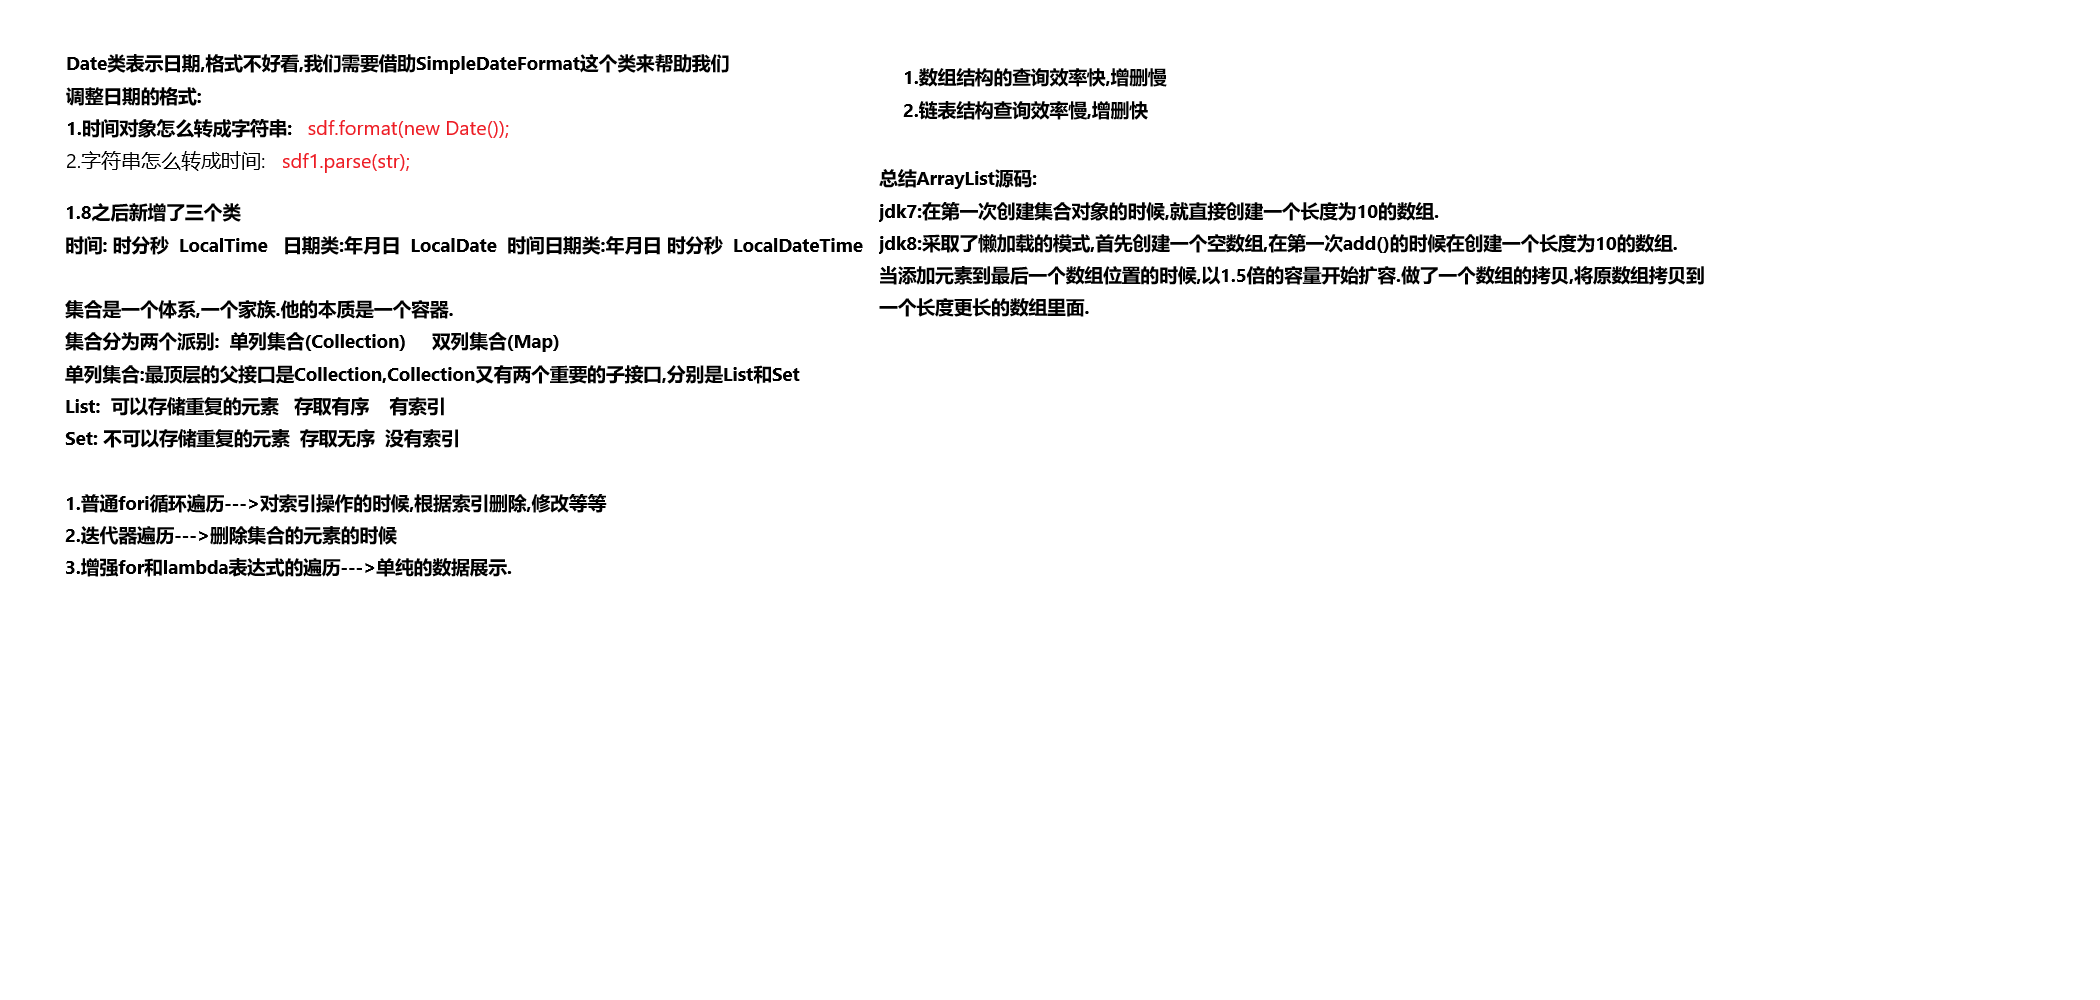 Date类表示日期,格式不好看,我们需要借助SimpleDateFormat这个类来帮助我们
调整日期的格式:
1.时间对象怎么转成字符串: sdf.format(new Date());
2.字符串怎么转成时间: sdf1.parse(str);
1.8之后新增了三个类
时间: 时分秒 LocalTime 日期类:年月日 LocalDate 时间日期类:年月日 时分秒 LocalDateTime
集合是一个体系,一个家族.他的本质是一个容器.
集合分为两个派别: 单列集合(Collection) 双列集合(Map)
单列集合:最顶层的父接口是Collection,Collection又有两个重要的子接口,分别是List和Set
List: 可以存储重复的元素 存取有序 有索引
Set: 不可以存储重复的元素 存取无序 没有索引
1.普通fori循环遍历--->对索引操作的时候,根据索引删除,修改等等
2.迭代器遍历--->删除集合的元素的时候
3.增强for和lambda表达式的遍历--->单纯的数据展示.
1.数组结构的查询效率快,增删慢
2.链表结构查询效率慢,增删快
总结ArrayList源码:
jdk7:在第一次创建集合对象的时候,就直接创建一个长度为10的数组.
jdk8:采取了懒加载的模式,首先创建一个空数组,在第一次add()的时候在创建一个长度为10的数组.
当添加元素到最后一个数组位置的时候,以1.5倍的容量开始扩容.做了一个数组的拷贝,将原数组拷贝到
一个长度更长的数组里面.